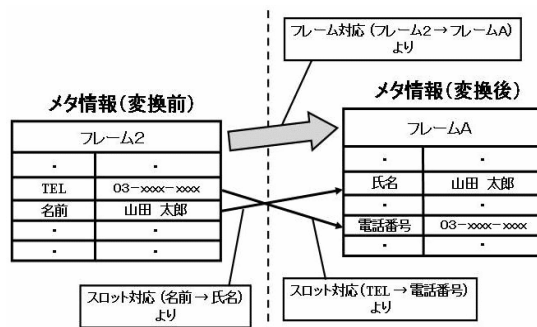 フレーム対応（フレーム2→フレームA）
より
メタ情報（変換前）
メタ情報（変換後）
フレーム2
・ ・
TEL 03-xxxx-xxx
名前 山田 太郎
・ ・
・ ・
フレームA
・ ・
氏名 山田 太郎
・ ・
電話番号 03-xxxx-xxx
・ ・
スロット対応（名前→氏名）
より
スロット対応（TEL→電話番号）
より